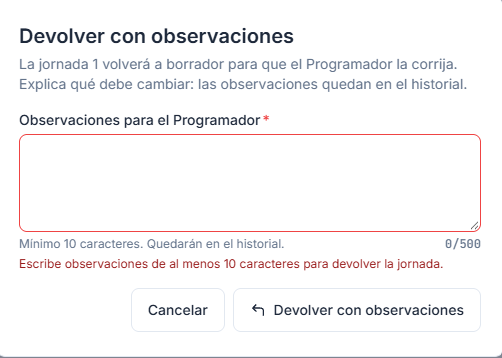 Devolver con observaciones
La jornada 1 volverá a borrador para que el Programador la corrija.
Explica qué debe cambiar: las observaciones quedan en el historial.
Observaciones para el Programador *
Mínimo 10 caracteres. Quedarán en el historial. 0/500
Escribe observaciones de al menos 10 caracteres para devolver la jornada.
Cancelar Devolver con observaciones